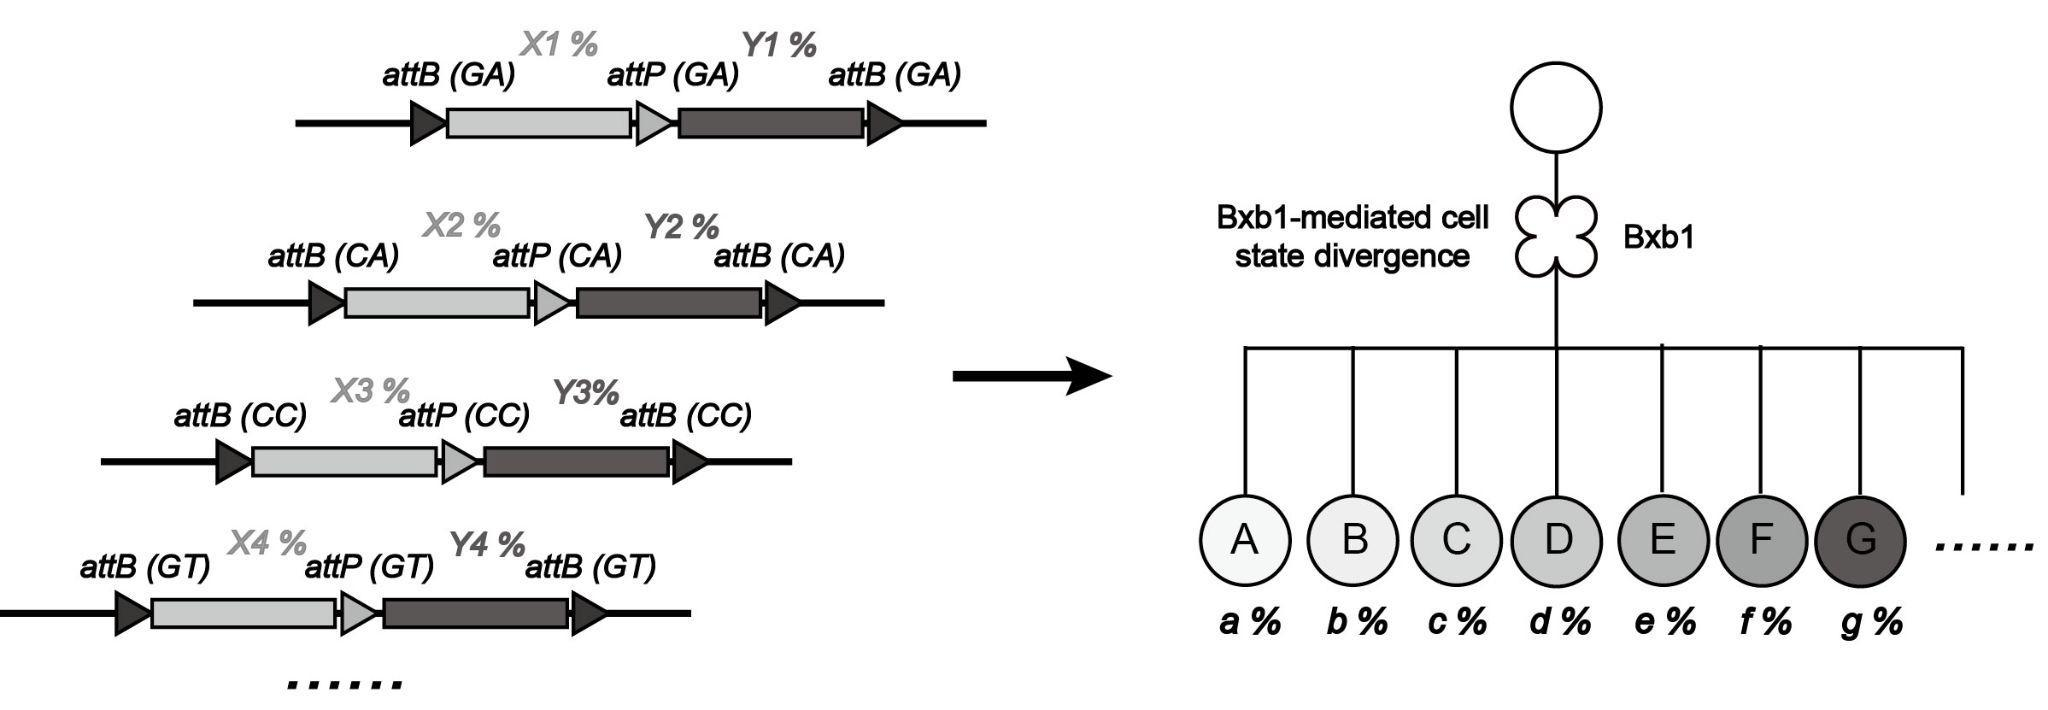 X1 % Y1 %
attB (GA) attP (GA) attB (GA)
X2 % Y2 %
attB (CA) attP (CA) attB (CA)
X3 % Y3%
attB (CC) attP (CC) attB (CC)
X4 % Y4 %
attB (GT) attP (GT) attB (GT)
......
Bxb1-mediated cell
state divergence
Bxb1
A B C D E F G ......
a % b % c % d % e % f % g %